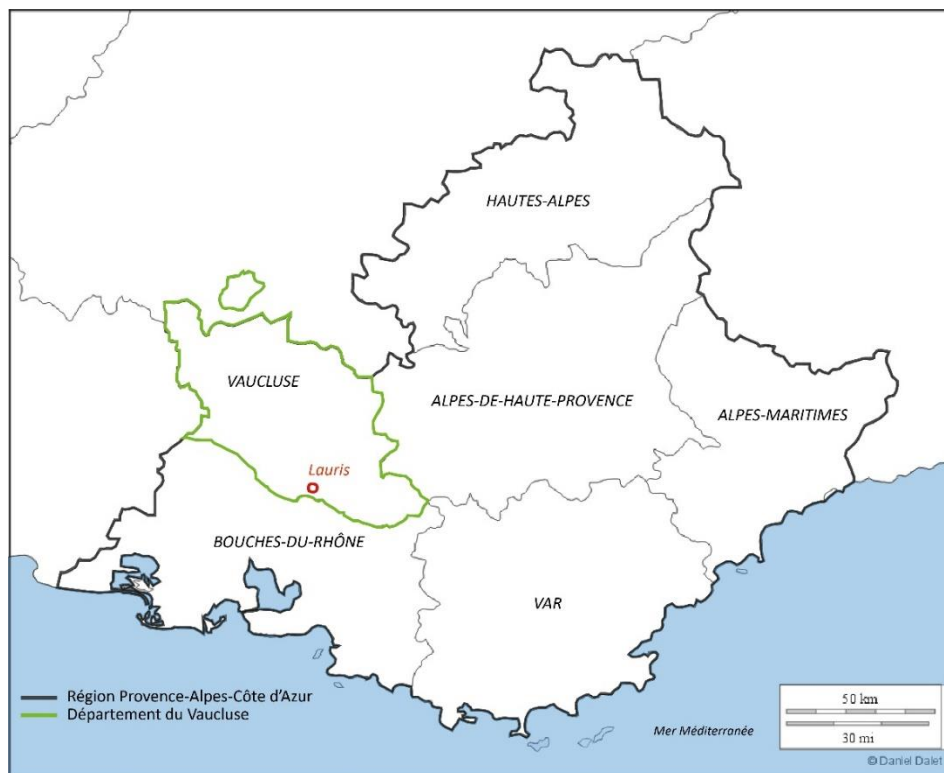 HAUTES-ALPES
VAUCLUSE
ALPES-DE-HAUTE-PROVENCE
ALPES-MARITIMES
Lauris
BOUCHES-DU-RHÔNE
VAR
Région Provence-Alpes-Côte d'Azur
Département du Vaucluse
Mer Méditerranée
50 km
30 mi
© Daniel Dalet